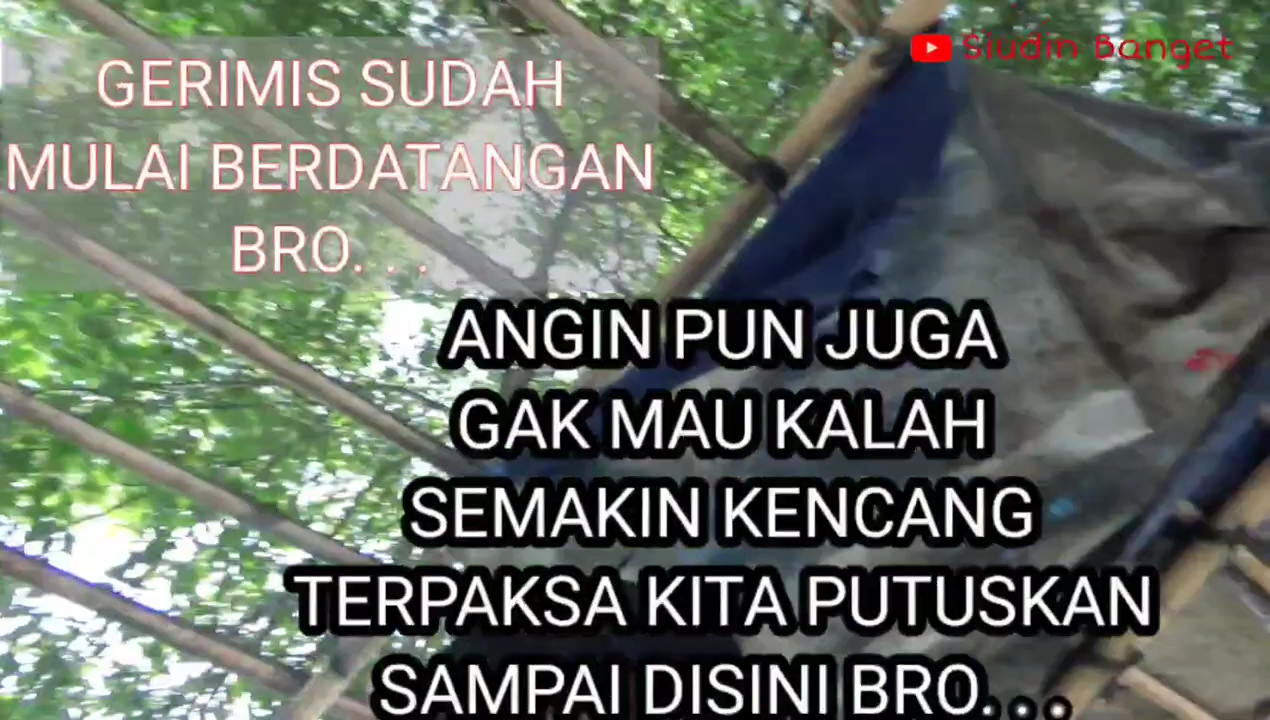 Siudin Banget
GERIMIS SUDAH
MULAI BERDATANGAN
BRO. . .
ANGIN PUN JUGA
GAK MAU KALAH
SEMAKIN KENCANG
TERPAKSA KITA PUTUSKAN
SAMPAI DISINI BRO. . .